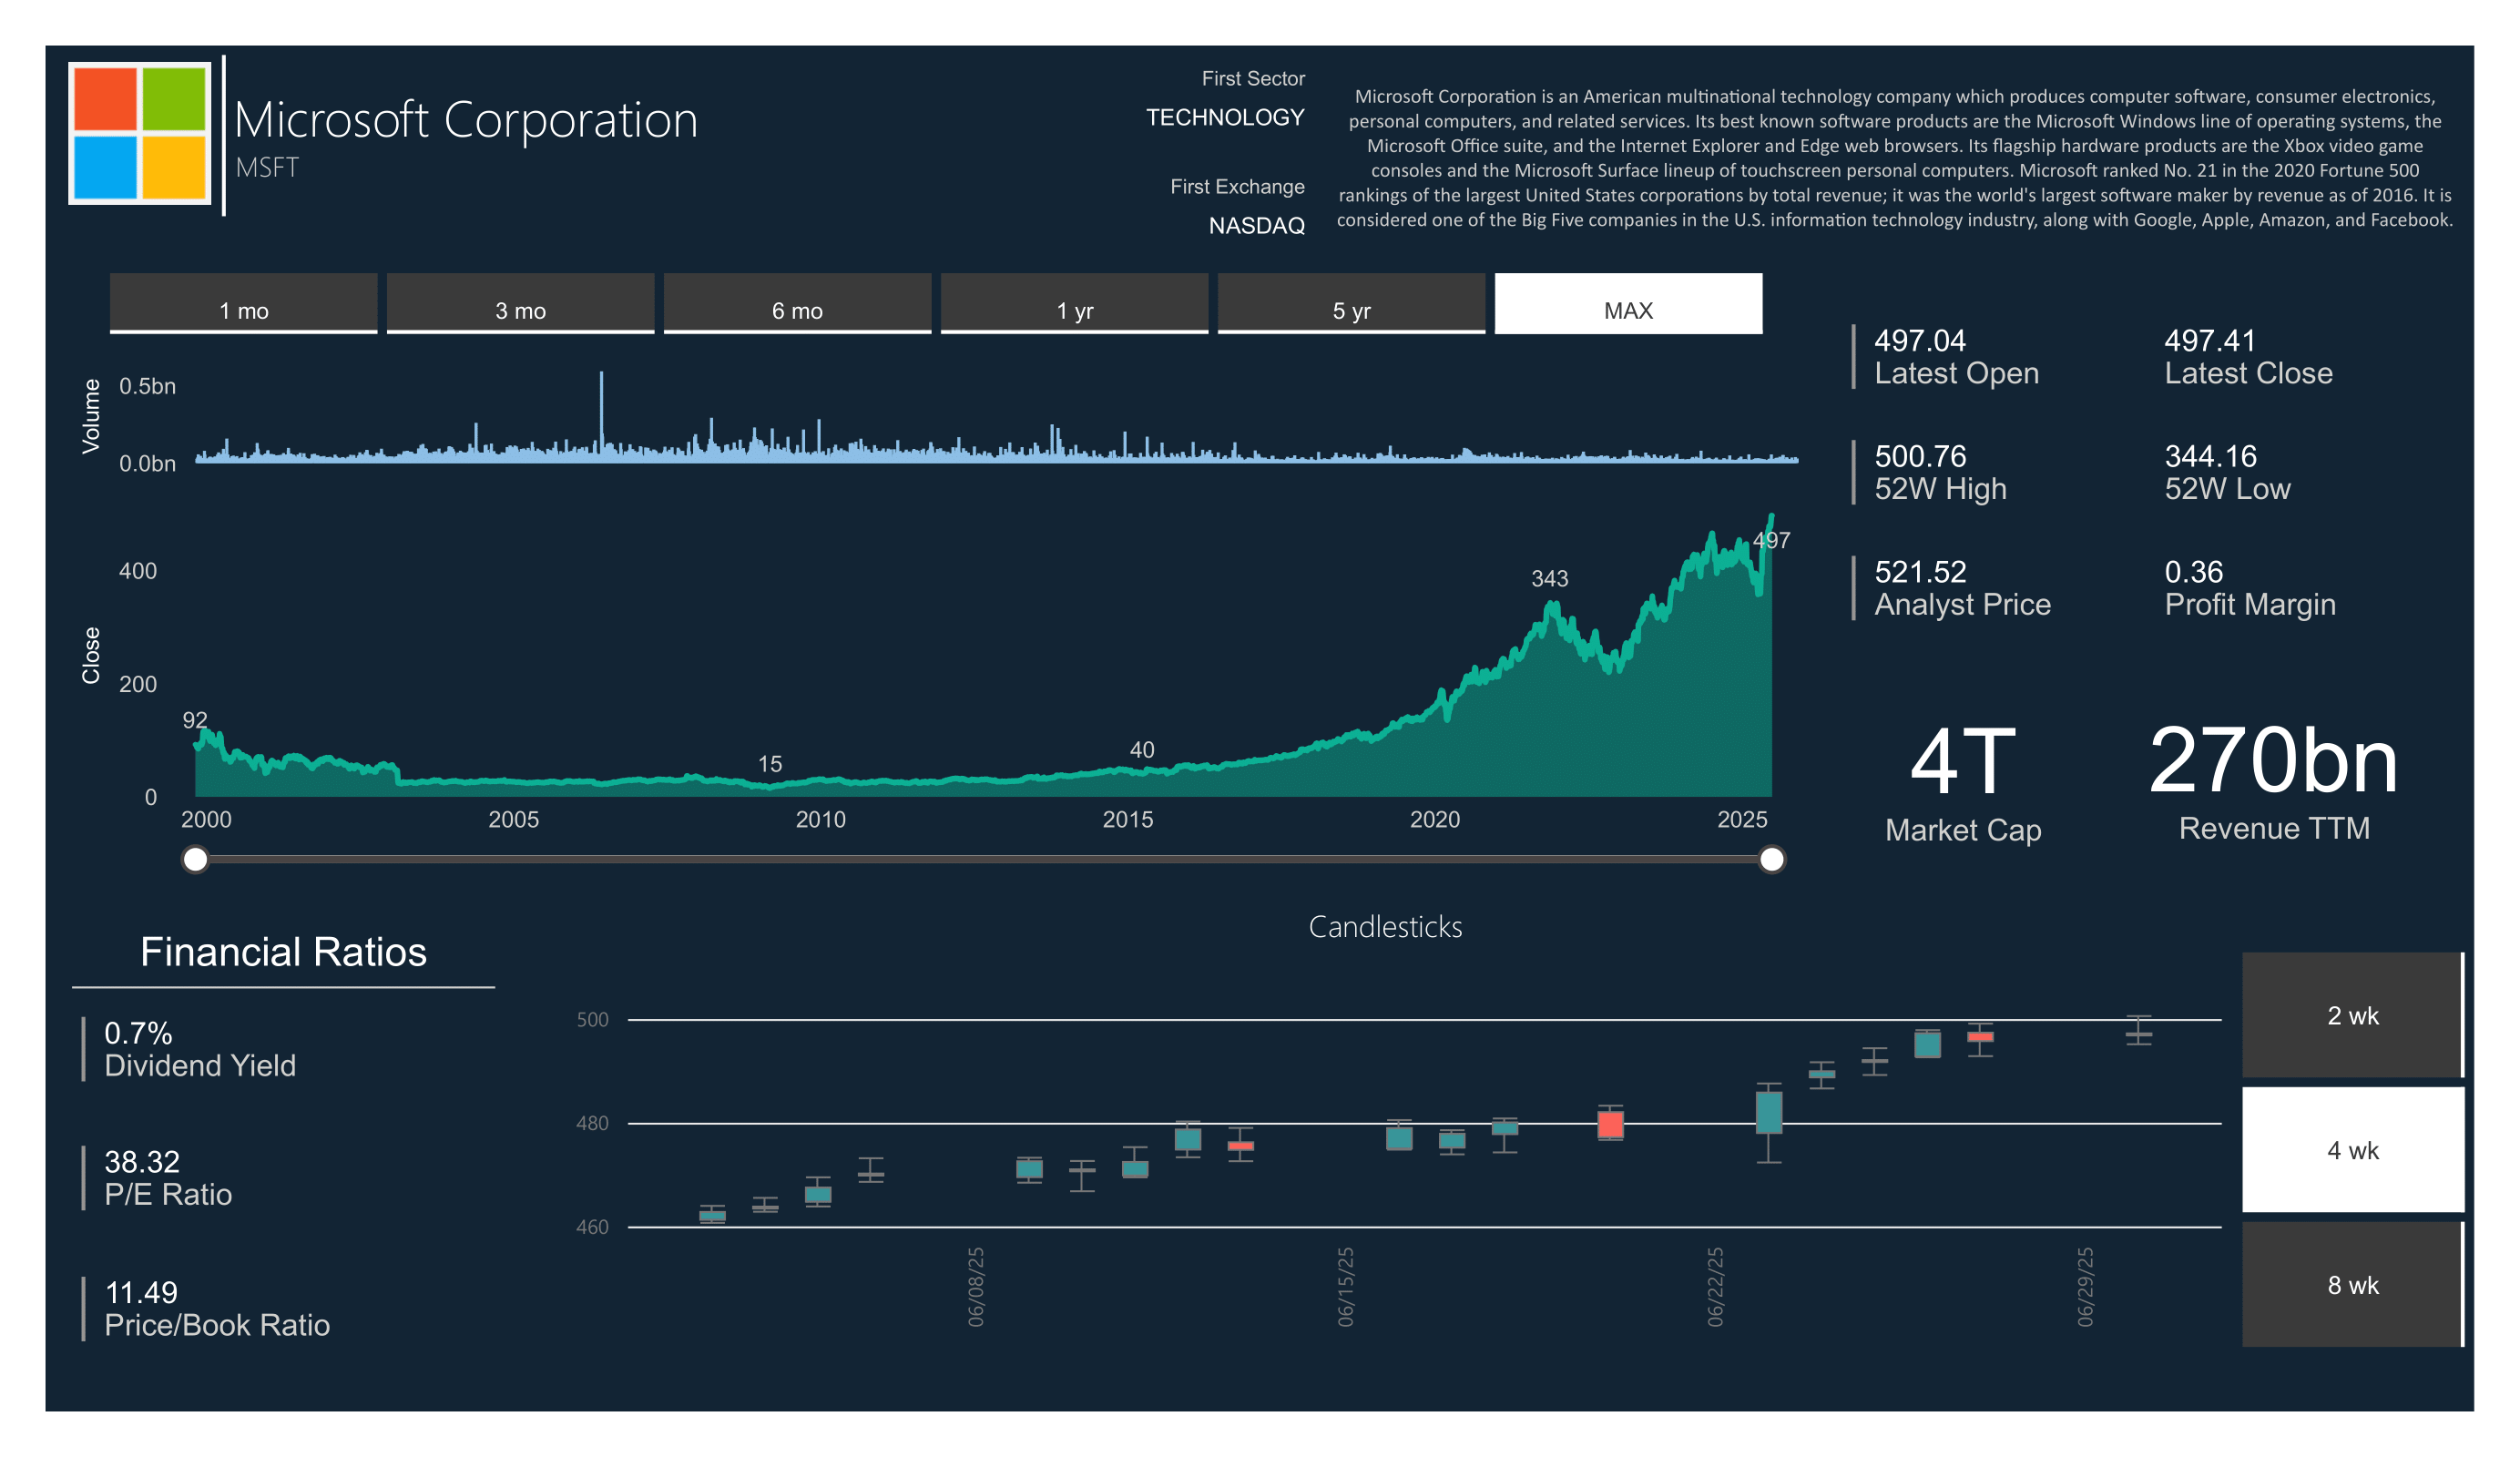 Microsoft Corporation
MSFT
First Sector
TECHNOLOGY
First Exchange
NASDAQ
Microsoft Corporation is an American multinational technology company which produces computer software, consumer electronics,
personal computers, and related services. Its best known software products are the Microsoft Windows line of operating systems, the
Microsoft Office suite, and the Internet Explorer and Edge web browsers. Its flagship hardware products are the Xbox video game
consoles and the Microsoft Surface lineup of touchscreen personal computers. Microsoft ranked No. 21 in the 2020 Fortune 500
rankings of the largest United States corporations by total revenue; it was the world's largest software maker by revenue as of 2016. It is
considered one of the Big Five companies in the U.S. information technology industry, along with Google, Apple, Amazon, and Facebook.
1 mo
3 mo
6 mo
1 yr
5 yr
MAX
Volume
0.5bn
0.0bn
Close
400
200
0
92
15
40
343
497
2000
2005
2010
2015
2020
2025
497.04
Latest Open
497.41
Latest Close
500.76
52W High
344.16
52W Low
521.52
Analyst Price
0.36
Profit Margin
4T
Market Cap
270bn
Revenue TTM
Financial Ratios
0.7%
Dividend Yield
38.32
P/E Ratio
11.49
Price/Book Ratio
Candlesticks
500
480
460
06/08/25
06/15/25
06/22/25
06/29/25
2 wk
4 wk
8 wk